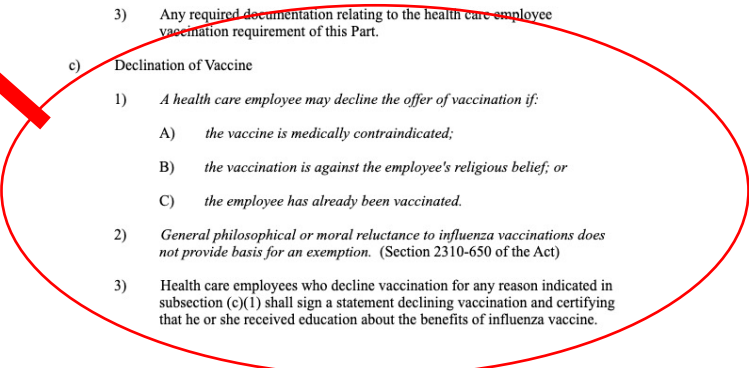 3) Any required documentation relating to the health care employee
vaccination requirement of this Part.
c) Declination of Vaccine
1) A health care employee may decline the offer of vaccination if:
A) the vaccine is medically contraindicated;
B) the vaccination is against the employee's religious belief; or
C) the employee has already been vaccinated.
2) General philosophical or moral reluctance to influenza vaccinations does
not provide basis for an exemption. (Section 2310-650 of the Act)
3) Health care employees who decline vaccination for any reason indicated in
subsection (c)(1) shall sign a statement declining vaccination and certifying
that he or she received education about the benefits of influenza vaccine.